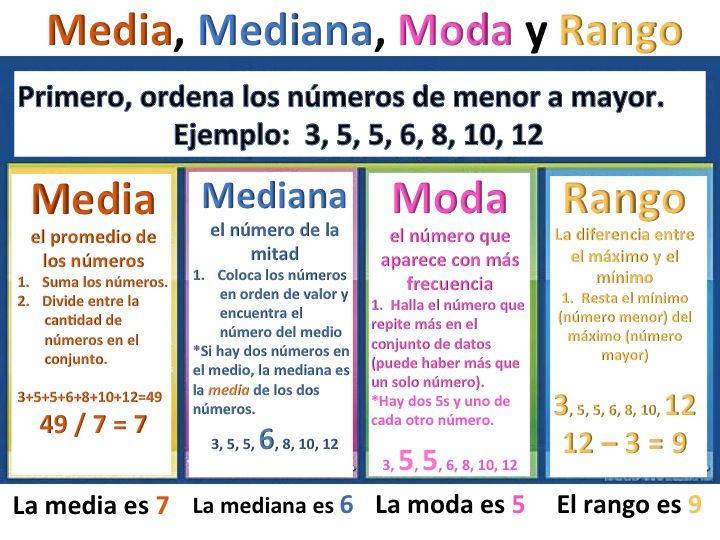 Media, Mediana, Moda y Rango
Primero, ordena los números de menor a mayor.
Ejemplo: 3, 5, 5, 6, 8, 10, 12
Media
el promedio de
los números
1. Suma los números.
2. Divide entre la
cantidad de
números en el
conjunto.
3+5+5+6+8+10+12=49
49 / 7 = 7
Mediana
el número de la
mitad
1. Coloca los números
en orden de valor y
encuentra el
número del medio
*Si hay dos números en
el medio, la mediana es
la media de los dos
números.
3, 5, 5, 6, 8, 10, 12
Moda
el número que
aparece con más
frecuencia
1. Halla el número que
repite más en el
conjunto de datos
(puede haber más que
un solo número).
*Hay dos 5s y uno de
cada otro número.
3, 5, 5, 6, 8, 10, 12
Rango
La diferencia entre
el máximo y el
mínimo
1. Resta el mínimo
(número menor) del
máximo (número
mayor)
3, 5, 5, 6, 8, 10, 12
12 – 3 = 9
La media es 7
La mediana es 6
La moda es 5
El rango es 9